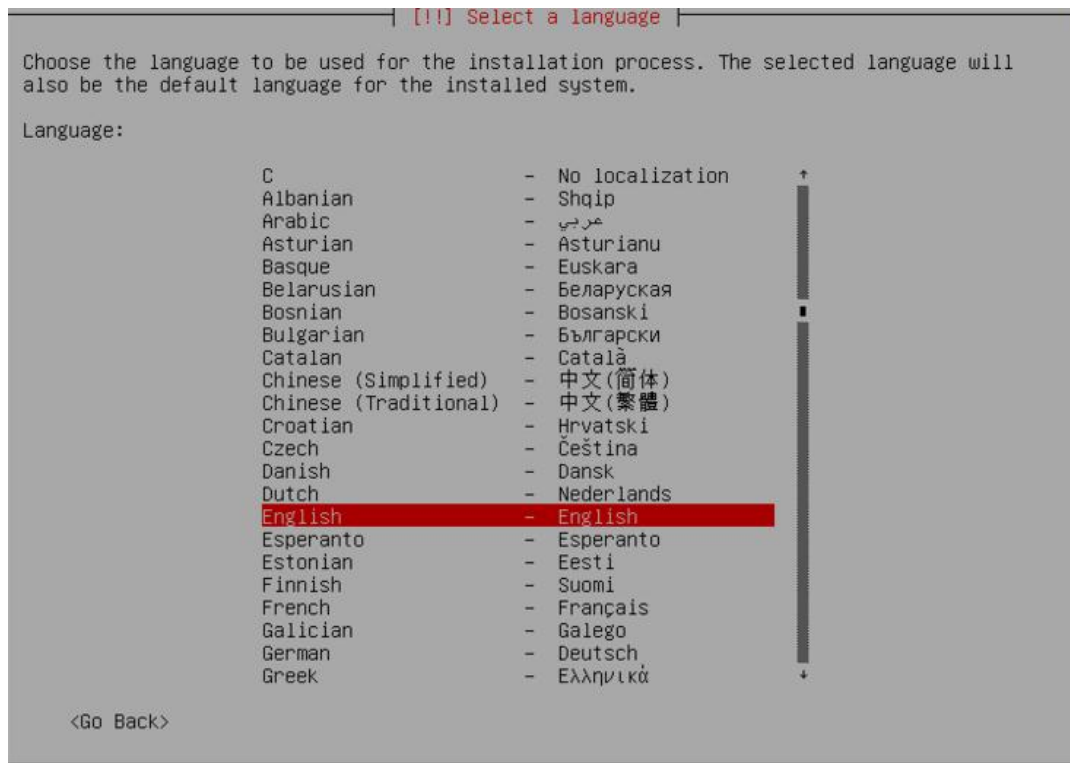 [!!] Select a language
Choose the language to be used for the installation process. The selected language will
also be the default language for the installed system.
Language:
C - No localization
Albanian - Shqip
Arabic - عربي
Asturian - Asturianu
Basque - Euskara
Belarusian - Беларуская
Bosnian - Bosanski
Bulgarian - Български
Catalan - Català
Chinese (Simplified) - 中文(简体)
Chinese (Traditional) - 中文(繁體)
Croatian - Hrvatski
Czech - Čeština
Danish - Dansk
Dutch - Nederlands
English - English
Esperanto - Esperanto
Estonian - Eesti
Finnish - Suomi
French - Français
Galician - Galego
German - Deutsch
Greek - Ελληνικά
<Go Back>